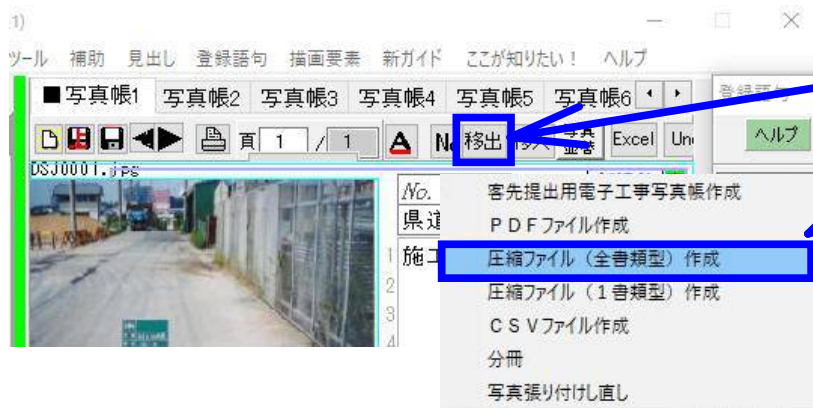 1)
ツール 補助 見出し 登録語句 描画要素 新ガイド ここが知りたい！ ヘルプ
■写真帳1 写真帳2 写真帳3 写真帳4 写真帳5 写真帳6
登録語句
頁 1 / 1 A 移出 Excel
ヘルプ
DSJ0001.jpg
No.
客先提出用電子工事写真帳作成
県道
ＰＤＦファイル作成
1 施工
圧縮ファイル（全書類型）作成
2
圧縮ファイル（１書類型）作成
3
ＣＳＶファイル作成
4
分冊
写真張り付けし直し